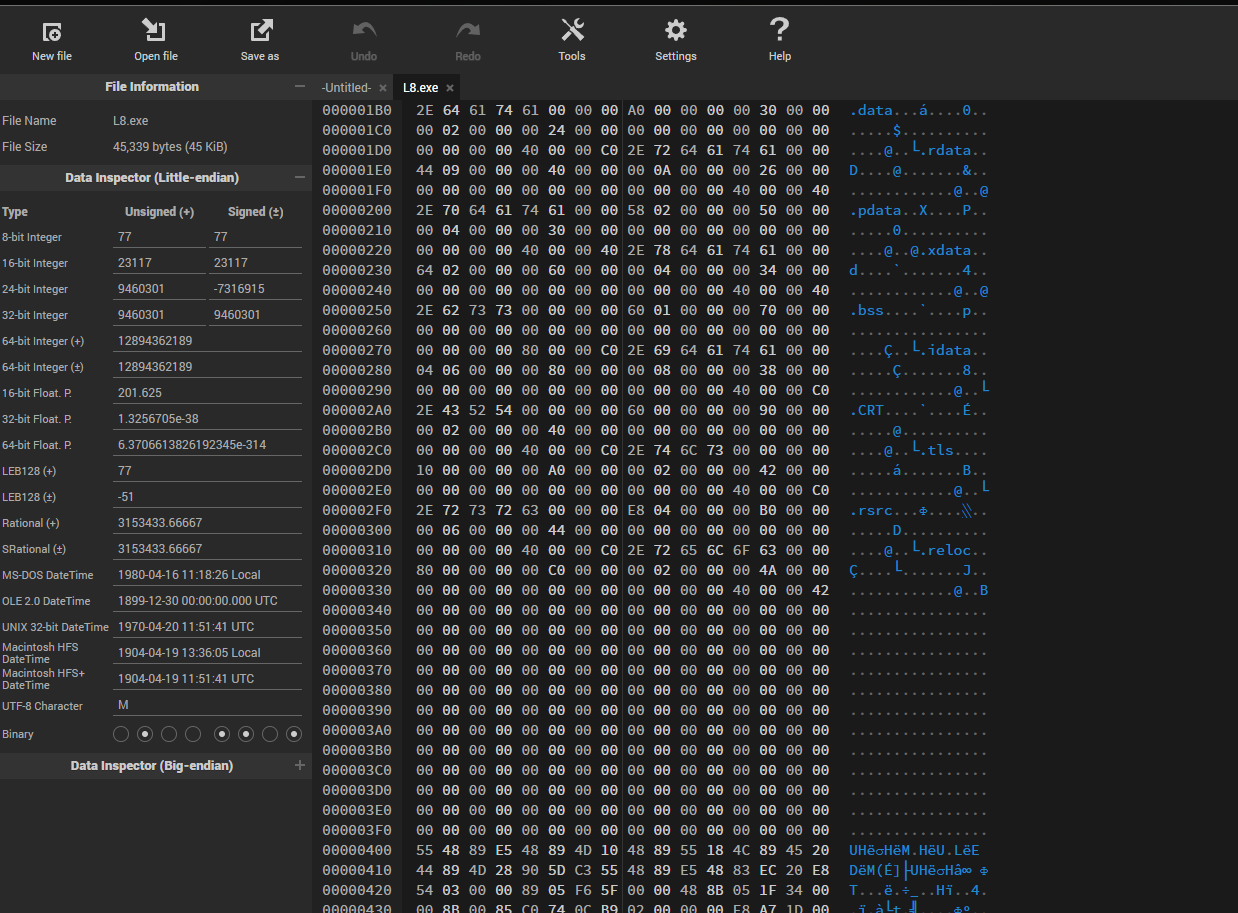 New file Open file Save as Undo Redo Tools Settings Help
File Information
File Name L8.exe
File Size 45,339 bytes (45 KiB)
Data Inspector (Little-endian)
Type Unsigned (+) Signed (±)
8-bit Integer 77 77
16-bit Integer 23117 23117
24-bit Integer 9460301 -7316915
32-bit Integer 9460301 9460301
64-bit Integer (+) 12894362189
64-bit Integer (±) 12894362189
16-bit Float. P. 201.625
32-bit Float. P. 1.3256705e-38
64-bit Float. P. 6.3706613826192345e-314
LEB128 (+) 77
LEB128 (±) -51
Rational (+) 3153433.66667
SRational (±) 3153433.66667
MS-DOS DateTime 1980-04-16 11:18:26 Local
OLE 2.0 DateTime 1899-12-30 00:00:00.000 UTC
UNIX 32-bit DateTime 1970-04-20 11:51:41 UTC
Macintosh HFS DateTime 1904-04-19 13:36:05 Local
Macintosh HFS+ DateTime 1904-04-19 11:51:41 UTC
UTF-8 Character M
Binary
Data Inspector (Big-endian)
-Untitled- × L8.exe ×
000001B0 2E 64 61 74 61 00 00 00 A0 00 00 00 00 30 00 00 .data...á....0..
000001C0 00 02 00 00 00 24 00 00 00 00 00 00 00 00 00 00 .....$..........
000001D0 00 00 00 00 40 00 00 C0 2E 72 64 61 74 61 00 00 ....@..└.rdata..
000001E0 44 09 00 00 00 40 00 00 00 0A 00 00 00 26 00 00 D....@.......&..
000001F0 00 00 00 00 00 00 00 00 00 00 00 00 40 00 00 40 ............@..@
00000200 2E 70 64 61 74 61 00 00 58 02 00 00 00 50 00 00 .pdata..X....P..
00000210 00 04 00 00 00 30 00 00 00 00 00 00 00 00 00 00 .....0..........
00000220 00 00 00 00 40 00 00 40 2E 78 64 61 74 61 00 00 ....@..@.xdata..
00000230 64 02 00 00 00 60 00 00 00 04 00 00 00 34 00 00 d....`.......4..
00000240 00 00 00 00 00 00 00 00 00 00 00 00 40 00 00 40 ............@..@
00000250 2E 62 73 73 00 00 00 00 60 01 00 00 00 70 00 00 .bss....`....p..
00000260 00 00 00 00 00 00 00 00 00 00 00 00 00 00 00 00 ................
00000270 00 00 00 00 80 00 00 C0 2E 69 64 61 74 61 00 00 ....Ç..└.idata..
00000280 04 06 00 00 00 80 00 00 00 08 00 00 00 38 00 00 .....Ç.......8..
00000290 00 00 00 00 00 00 00 00 00 00 00 00 40 00 00 C0 ............@..└
000002A0 2E 43 52 54 00 00 00 00 60 00 00 00 00 90 00 00 .CRT....`....É..
000002B0 00 02 00 00 00 40 00 00 00 00 00 00 00 00 00 00 .....@..........
000002C0 00 00 00 00 40 00 00 C0 2E 74 6C 73 00 00 00 00 ....@..└.tls....
000002D0 10 00 00 00 00 A0 00 00 00 02 00 00 00 42 00 00 .....á.......B..
000002E0 00 00 00 00 00 00 00 00 00 00 00 00 40 00 00 C0 ............@..└
000002F0 2E 72 73 72 63 00 00 00 E8 04 00 00 00 B0 00 00 .rsrc...Φ....░..
00000300 00 06 00 00 00 44 00 00 00 00 00 00 00 00 00 00 .....D..........
00000310 00 00 00 00 40 00 00 C0 2E 72 65 6C 6F 63 00 00 ....@..└.reloc..
00000320 80 00 00 00 00 C0 00 00 00 02 00 00 00 4A 00 00 Ç....└.......J..
00000330 00 00 00 00 00 00 00 00 00 00 00 00 40 00 00 42 ............@..B
00000340 00 00 00 00 00 00 00 00 00 00 00 00 00 00 00 00 ................
00000350 00 00 00 00 00 00 00 00 00 00 00 00 00 00 00 00 ................
00000360 00 00 00 00 00 00 00 00 00 00 00 00 00 00 00 00 ................
00000370 00 00 00 00 00 00 00 00 00 00 00 00 00 00 00 00 ................
00000380 00 00 00 00 00 00 00 00 00 00 00 00 00 00 00 00 ................
00000390 00 00 00 00 00 00 00 00 00 00 00 00 00 00 00 00 ................
000003A0 00 00 00 00 00 00 00 00 00 00 00 00 00 00 00 00 ................
000003B0 00 00 00 00 00 00 00 00 00 00 00 00 00 00 00 00 ................
000003C0 00 00 00 00 00 00 00 00 00 00 00 00 00 00 00 00 ................
000003D0 00 00 00 00 00 00 00 00 00 00 00 00 00 00 00 00 ................
000003E0 00 00 00 00 00 00 00 00 00 00 00 00 00 00 00 00 ................
000003F0 00 00 00 00 00 00 00 00 00 00 00 00 00 00 00 00 ................
00000400 55 48 89 E5 48 89 4D 10 48 89 55 18 4C 89 45 20 UHëσHëM.HëU.LëE
00000410 44 89 4D 28 90 5D C3 55 48 89 E5 48 83 EC 20 E8 DëM(É]├UHëσHâ∞ Φ
00000420 54 03 00 00 89 05 F6 5F 00 00 48 8B 05 1F 34 00 T...ë.÷_..Hï..4.
00000430 00 8B 00 85 C0 74 0C B9 02 00 00 00 E8 A7 1D 00 .ï.à└t.╣....Φº..